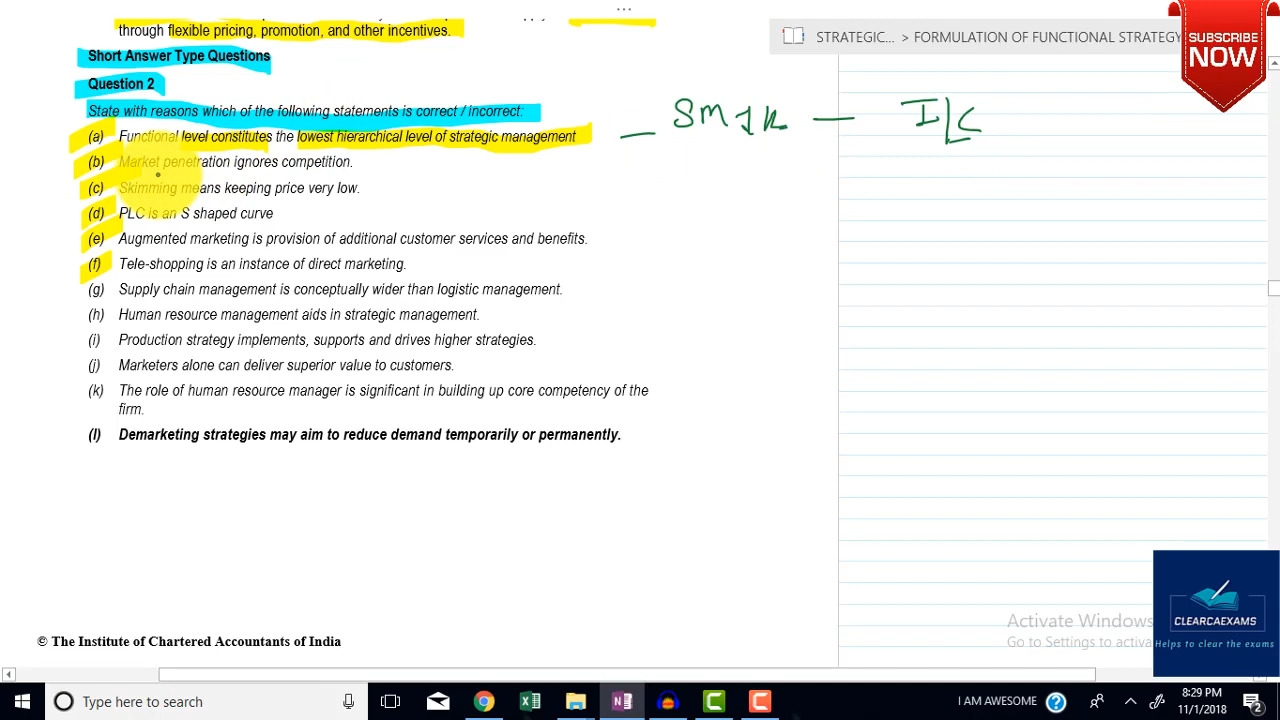 through flexible pricing, promotion, and other incentives.
Short Answer Type Questions
Question 2
State with reasons which of the following statements is correct / incorrect:
(a) Functional level constitutes the lowest hierarchical level of strategic management
(b) Market penetration ignores competition.
(c) Skimming means keeping price very low.
(d) PLC is an S shaped curve
(e) Augmented marketing is provision of additional customer services and benefits.
(f) Tele-shopping is an instance of direct marketing.
(g) Supply chain management is conceptually wider than logistic management.
(h) Human resource management aids in strategic management.
(i) Production strategy implements, supports and drives higher strategies.
(j) Marketers alone can deliver superior value to customers.
(k) The role of human resource manager is significant in building up core competency of the
firm.
(l) Demarketing strategies may aim to reduce demand temporarily or permanently.
© The Institute of Chartered Accountants of India
STRATEGIC... > FORMULATION OF FUNCTIONAL STRATEGY
SUBSCRIBE
NOW
I/C
Activate Windows
Go to Settings to activa
CLEARCAEXAMS
Helps to clear the exams
Type here to search
I AM AWESOME
8:29 PM
11/1/2018
2